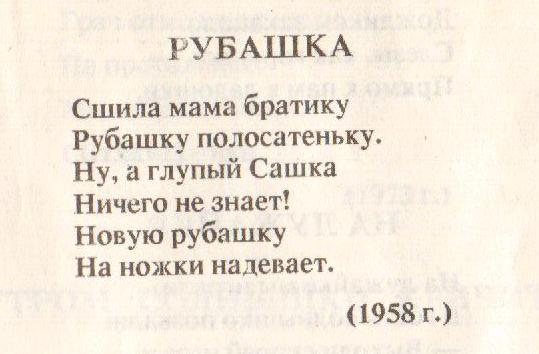 РУБАШКА
Сшила мама братику
Рубашку полосатеньку.
Ну, а глупый Сашка
Ничего не знает!
Новую рубашку
На ножки надевает.
(1958 г.)